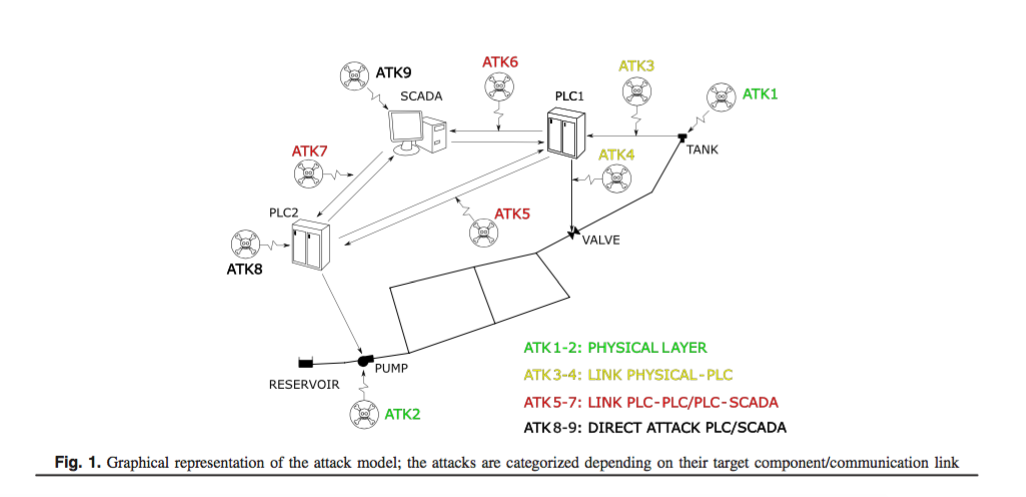 ATK9
SCADA
ATK6
PLC1
ATK3
ATK1
TANK
ATK7
ATK4
PLC2
ATK5
VALVE
ATK8
PUMP
RESERVOIR
ATK2
ATK1-2: PHYSICAL LAYER
ATK3-4: LINK PHYSICAL-PLC
ATK5-7: LINK PLC-PLC/PLC-SCADA
ATK8-9: DIRECT ATTACK PLC/SCADA
Fig. 1. Graphical representation of the attack model; the attacks are categorized depending on their target component/communication link